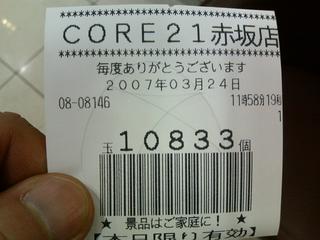 ********************
CORE21赤坂店
********************
毎度ありがとうございます
2007年03月24日
08-08146 11時58分19秒
1
玉 10833 個
★ 景品はご家庭に! ★
【本日限り有効】